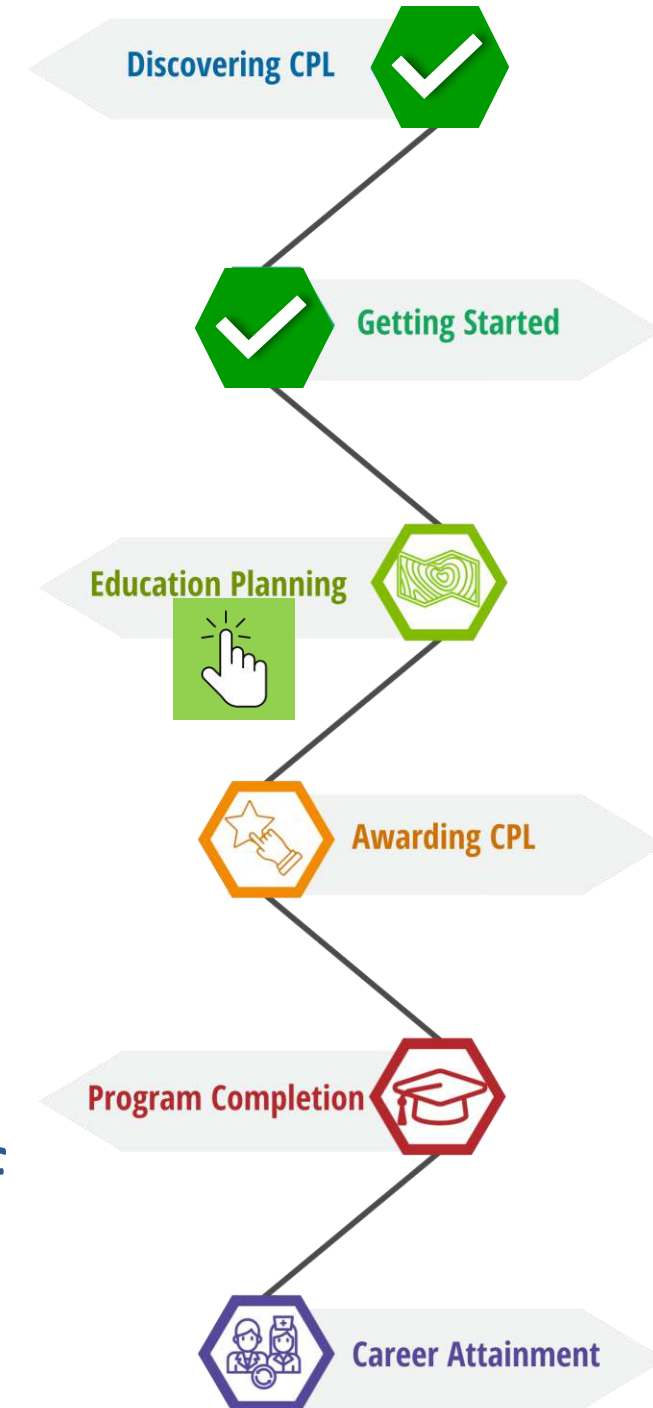 Discovering CPL
Getting Started
Education Planning
Awarding CPL
Program Completion
Career Attainment